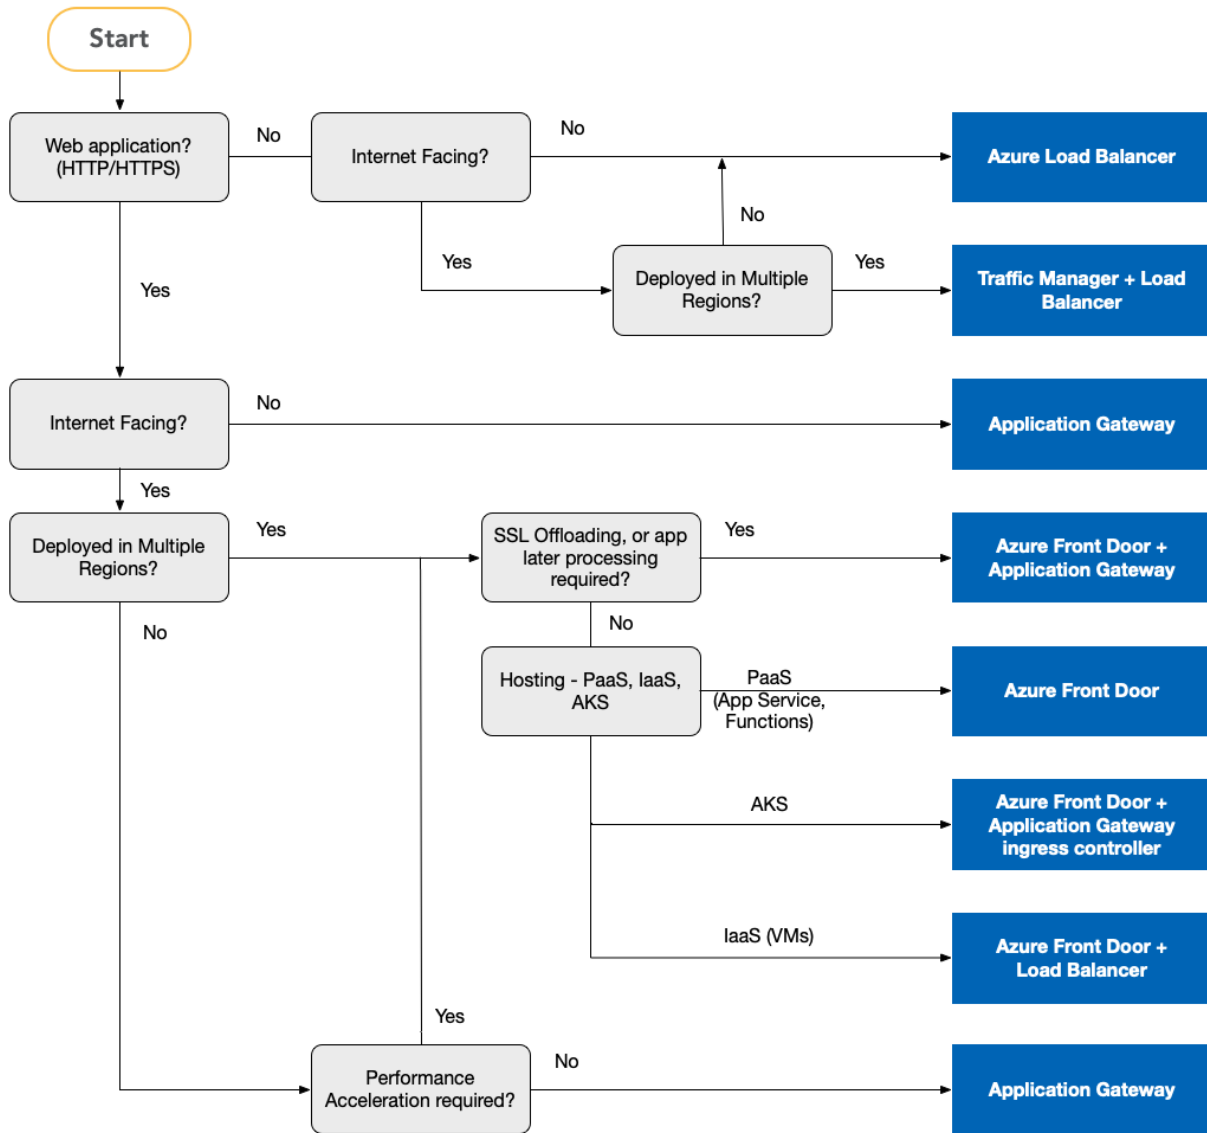 Start
Web application?
(HTTP/HTTPS)
No
Internet Facing?
No
Azure Load Balancer
No
Yes
Deployed in Multiple
Regions?
Yes
Traffic Manager + Load
Balancer
Yes
Internet Facing?
No
Application Gateway
Yes
Deployed in Multiple
Regions?
Yes
SSL Offloading, or app
later processing
required?
Yes
Azure Front Door +
Application Gateway
No
No
Hosting - PaaS, IaaS,
AKS
PaaS
(App Service,
Functions)
Azure Front Door
AKS
Azure Front Door +
Application Gateway
ingress controller
IaaS (VMs)
Azure Front Door +
Load Balancer
Yes
Performance
Acceleration required?
No
Application Gateway